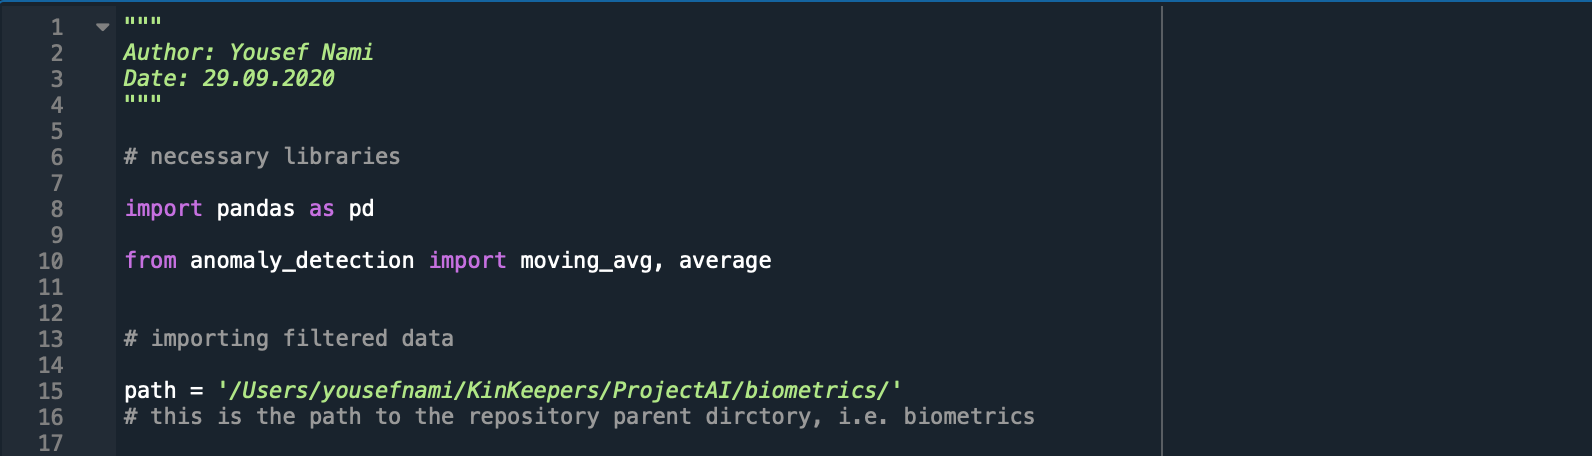 1 """
2 Author: Yousef Nami
3 Date: 29.09.2020
4 """
5
6 # necessary libraries
7
8 import pandas as pd
9
10 from anomaly_detection import moving_avg, average
11
12
13 # importing filtered data
14
15 path = '/Users/yousefnami/KinKeepers/ProjectAI/biometrics/'
16 # this is the path to the repository parent dirctory, i.e. biometrics
17